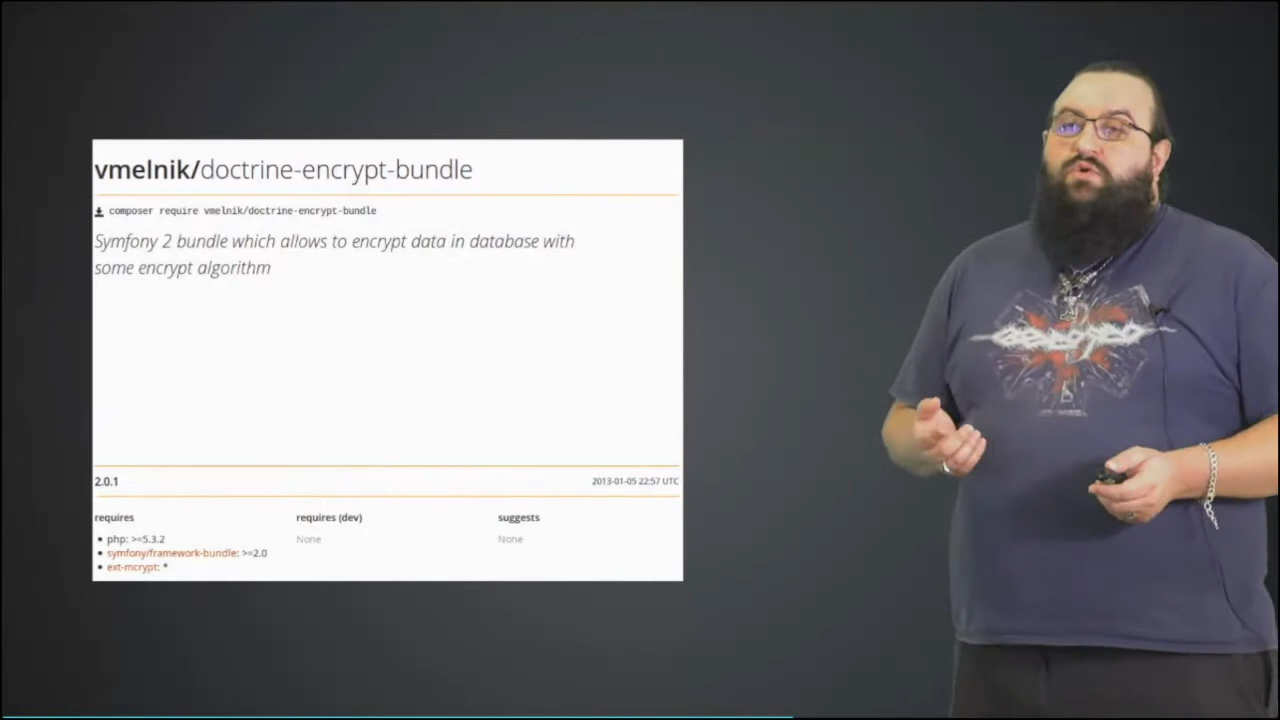 vmelnik/doctrine-encrypt-bundle
composer require vmelnik/doctrine-encrypt-bundle
Symfony 2 bundle which allows to encrypt data in database with
some encrypt algorithm
2.0.1 2013-01-05 22:57 UTC
requires requires (dev) suggests
php: >=5.3.2 None None
symfony/framework-bundle: >=2.0
ext-mcrypt: *